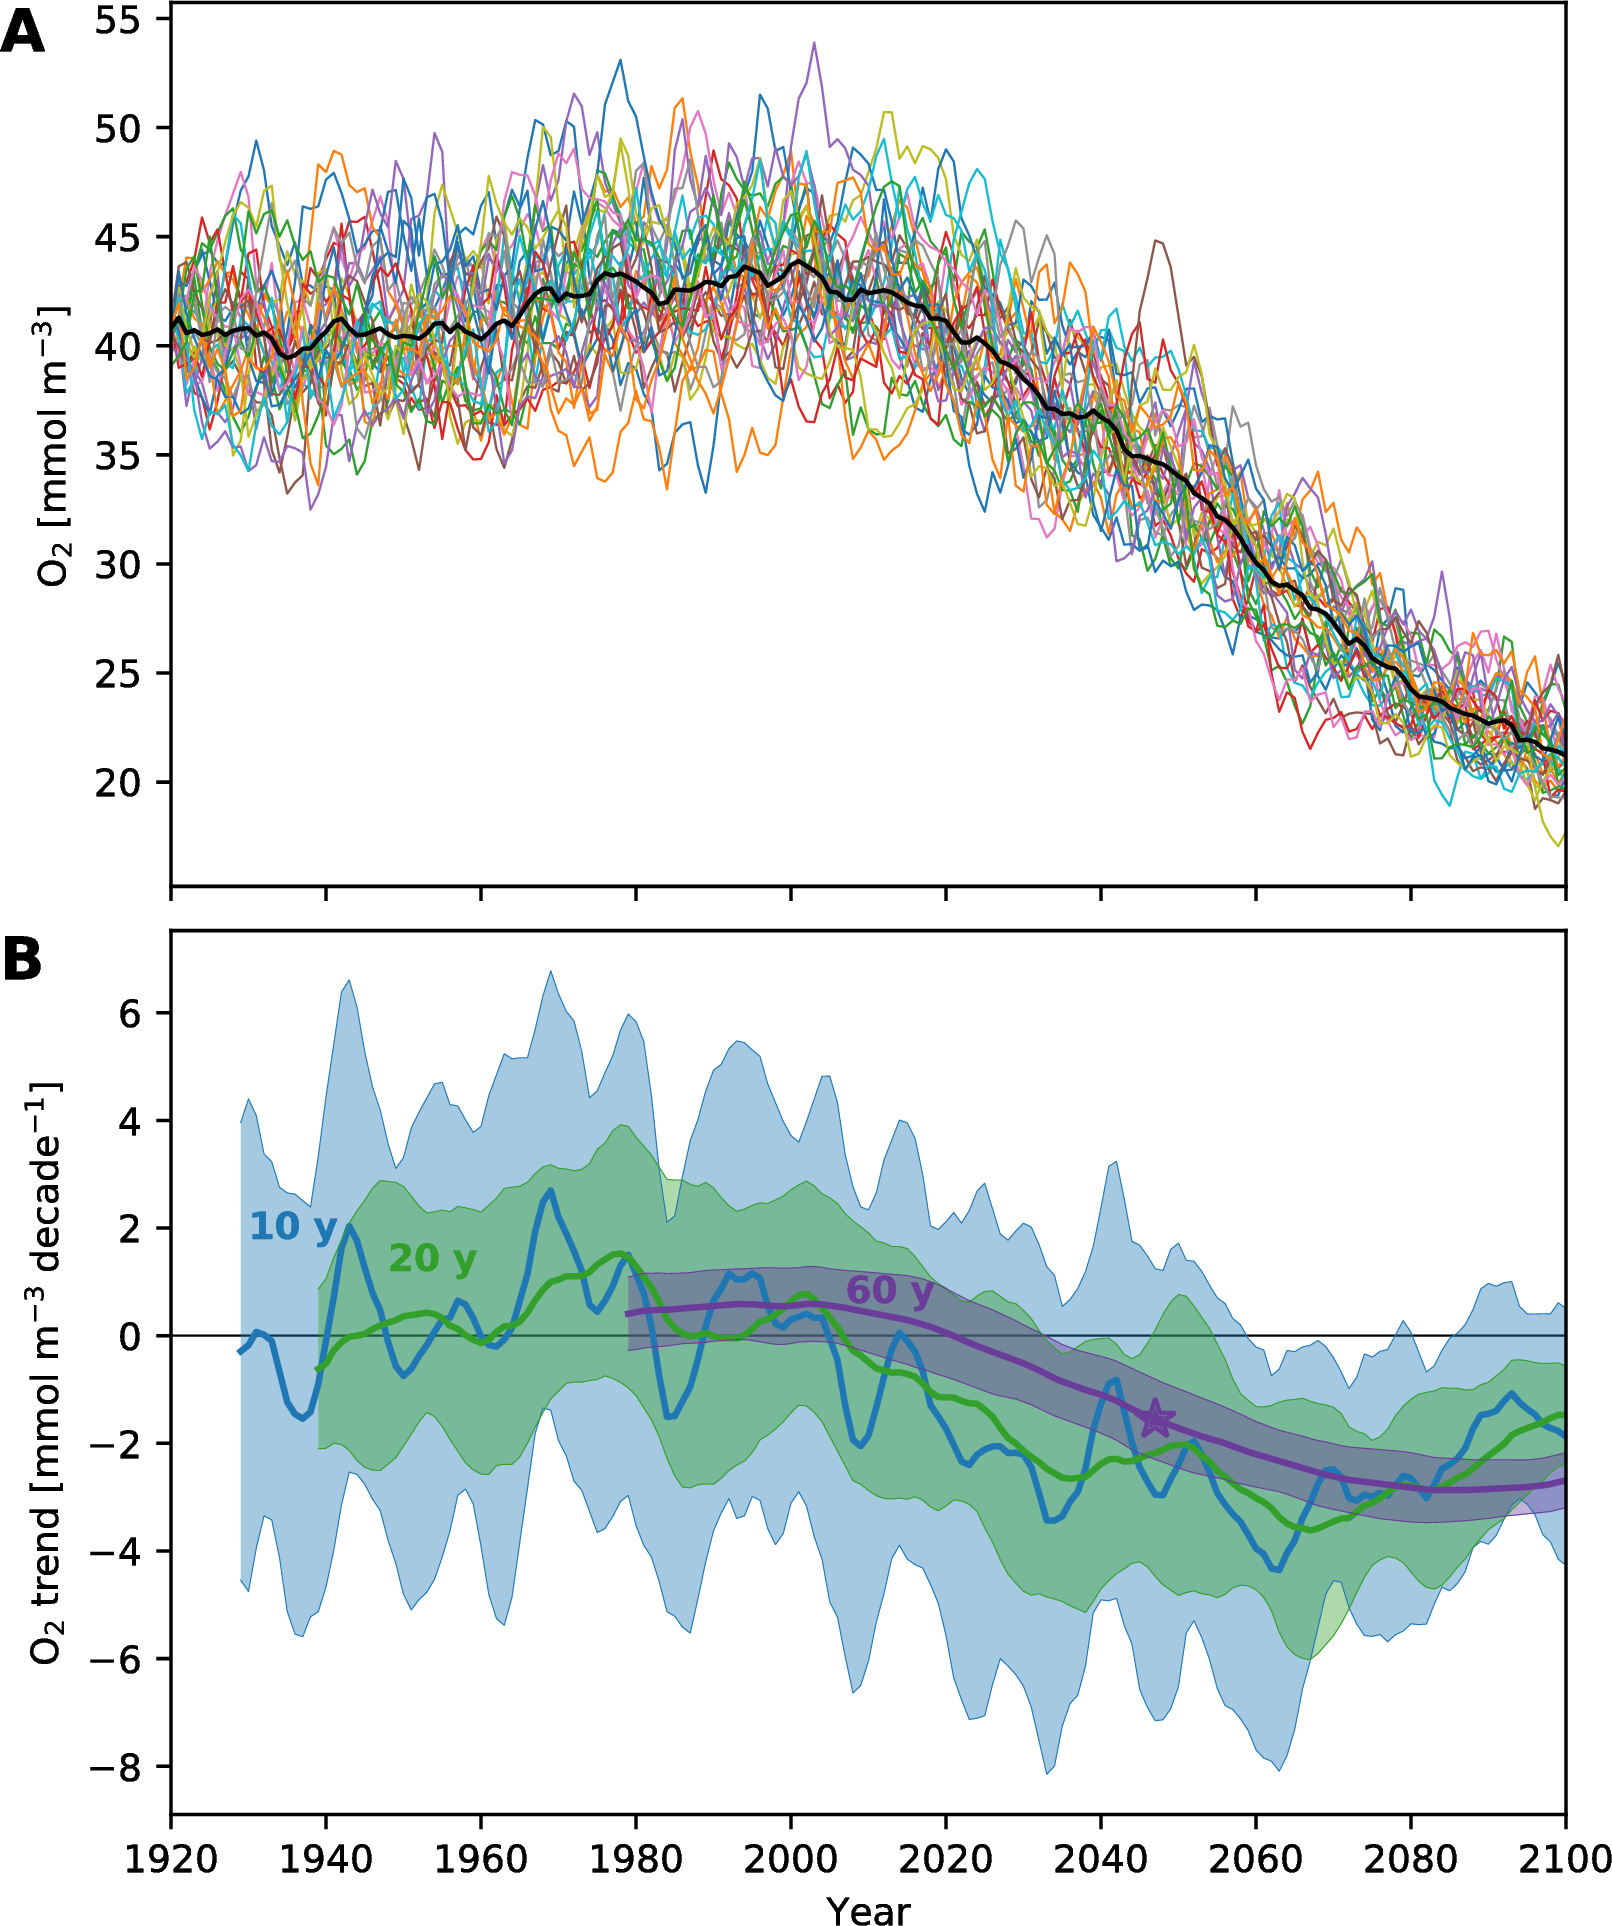 A
55
50
45
40
35
30
25
20
O₂ [mmol m⁻³]
B
6
4
2
0
−2
−4
−6
−8
O₂ trend [mmol m⁻³ decade⁻¹]
10 y
20 y
60 y
1920 1940 1960 1980 2000 2020 2040 2060 2080 2100
Year